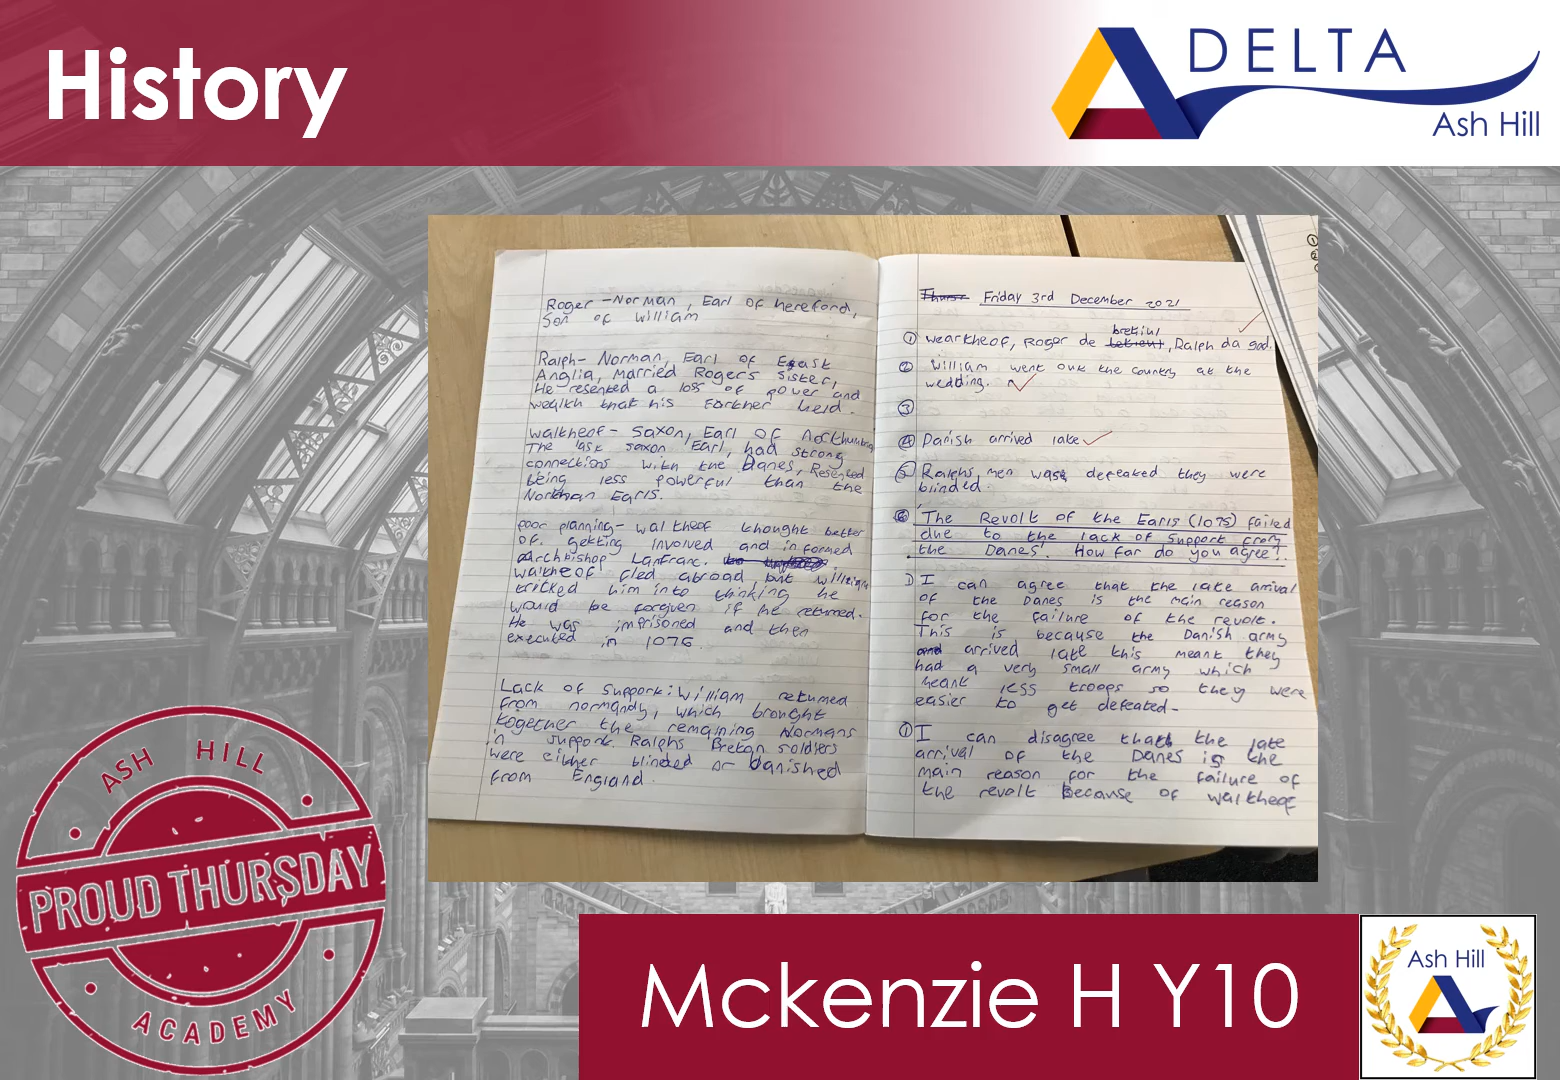 History
DELTA
Ash Hill
Roger - Norman, Earl of hereford,
Son of william
Ralph- Norman, Earl of East
Anglia, Married Rogers sister,
He resented a loss of power and
wealth that his farther held.
waltheof - saxon, Earl of Northumbria
The last saxon Earl, had strong
connections with the Danes, Resented
being less powerful than the
Northan Earls.
poor planning- waltheof thought better
of. getting involved and informed
Archbishop Lanfranc.
waltheof fled abroad but william
tricked him into thinking he
would be forgiven if he returned.
He was imprisoned and then
executed in 1076
Lack of support: William returned
from normandy, which brought
together the remaining Normans
in support. Ralphs Breton soldiers
were either blinded or banished
from England.
Thurs Friday 3rd December 2021
① weartheof, Roger de bretiul, Ralph da gad.
② William went out the country at the
wedding.
③
④ Danish arrived late
⑤ Ralphs men was defeated they were
blinded.
⑥ The Revolt of the Earls (1075) failed
due to the lack of support from
the Danes'. How far do you agree?
① I can agree that the late arrival
of the Danes is the main reason
for the failure of the revolt.
This is because the Danish army
and arrived late this meant they
had a very small army which
meant less troops so they were
easier to get defeated-
① I can disagree that the late
arrival of the Danes is the
main reason for the failure of
the revolt because of waltheof
ASH HILL
PROUD THURSDAY
ACADEMY
Mckenzie H Y10
Ash Hill